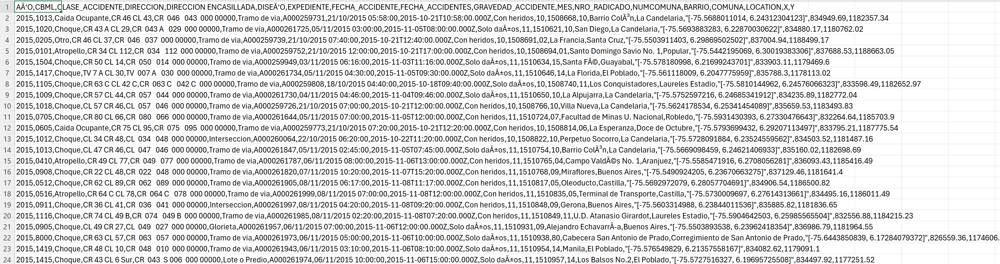 1 AÃ‘O,CBML,CLASE_ACCIDENTE,DIRECCION,DIRECCION ENCASILLADA,DISEÃ‘O,EXPEDIENTE,FECHA_ACCIDENTE,FECHA_ACCIDENTES,GRAVEDAD_ACCIDENTE,MES,NRO_RADICADO,NUMCOMUNA,BARRIO,COMUNA,LOCATION,X,Y
2 2015,1013,Caida Ocupante,CR 46 CL 43,CR  046   043  000 00000,Tramo de via,A000259731,21/10/2015 05:58:00,2015-10-21T10:58:00.000Z,Con heridos,10,1508668,10,Barrio ColÃ³n,La Candelaria,"[-75.5688011014, 6.24312304123]",834949.69,1182357.34
3 2015,1020,Choque,CR 43 A CL 29,CR  043 A   029  000 00000,Tramo de via,A000261725,05/11/2015 03:00:00,2015-11-05T08:00:00.000Z,Solo daÃ±os,11,1510621,10,San Diego,La Candelaria,"[-75.5693883283, 6.22870030622]",834880.17,1180762.02
4 2015,0205,Otro,CR 46 CL 37,CR  046   037  000 00000,Tramo de via,A000259739,21/10/2015 07:40:00,2015-10-21T12:40:00.000Z,Con heridos,10,1508691,02,La Francia,Santa Cruz,"[-75.5503911403, 6.29869502502]",837004.94,1188499.17
5 2015,0101,Atropello,CR 34 CL 112,CR  034   112  000 00000,Tramo de via,A000259752,21/10/2015 12:00:00,2015-10-21T17:00:00.000Z,Con heridos,10,1508694,01,Santo Domingo Savio No. 1,Popular,"[-75.5442195069, 6.30019383306]",837688.53,1188663.05
6 2015,1504,Choque,CR 50 CL 14,CR  050   014  000 00000,Tramo de via,A000259949,03/11/2015 06:16:00,2015-11-03T11:16:00.000Z,Solo daÃ±os,11,1510634,15,Santa FÃ©,Guayabal,"[-75.578180998, 6.21699243701]",833903.11,1179469.6
7 2015,1417,Choque,TV 7 A CL 30,TV  007 A   030  000 00000,Tramo de via,A000261734,05/11/2015 04:30:00,2015-11-05T09:30:00.000Z,Solo daÃ±os,11,1510646,14,La Florida,El Poblado,"[-75.561118009, 6.2047775959]",835788.3,1178113.02
8 2015,1105,Choque,CR 63 C CL 42 C,CR  063 C   042 C  000 00000,Tramo de via,A000259808,18/10/2015 04:40:00,2015-10-18T09:40:00.000Z,Solo daÃ±os,10,1508740,11,Los Conquistadores,Laureles Estadio,"[-75.5810144962, 6.24576066323]",833598.49,1182652.97
9 2015,1009,Choque,CR 57 CL 44,CR  057   044  000 00000,Tramo de via,A000261730,04/11/2015 04:46:00,2015-11-04T09:46:00.000Z,Solo daÃ±os,11,1510650,10,La Alpujarra,La Candelaria,"[-75.5752597216, 6.24685341912]",834235.89,1182772.04
10 2015,1018,Choque,CL 57 CR 46,CL  057   046  000 00000,Tramo de via,A000259726,21/10/2015 07:00:00,2015-10-21T12:00:00.000Z,Con heridos,10,1508766,10,Villa Nueva,La Candelaria,"[-75.5624178534, 6.25341454089]",835659.53,1183493.83
11 2015,0705,Choque,CR 80 CL 66,CR  080   066  000 00000,Tramo de via,A000261644,05/11/2015 07:00:00,2015-11-05T12:00:00.000Z,Con heridos,11,1510724,07,Facultad de Minas U. Nacional,Robledo,"[-75.5931430393, 6.27330476643]",832264.64,1185703.9
12 2015,0605,Caida Ocupante,CR 75 CL 95,CR  075   095  000 00000,Tramo de via,A000259773,21/10/2015 07:20:00,2015-10-21T12:20:00.000Z,Con heridos,10,1508814,06,La Esperanza,Doce de Octubre,"[-75.5793699432, 6.29207113497]",833795.21,1187775.54
13 2015,1012,Choque,CL 34 CR 48,CL  034   048  000 00000,Interseccion,A000260064,22/10/2015 06:20:00,2015-10-22T11:20:00.000Z,Con heridos,10,1508822,10,Perpetuo Socorro,La Candelaria,"[-75.5728091884, 6.23524559562]",834503.52,1181487.16
14 2015,1013,Choque,CL 47 CR 46,CL  047   046  000 00000,Tramo de via,A000261847,05/11/2015 02:45:00,2015-11-05T07:45:00.000Z,Solo daÃ±os,11,1510754,10,Barrio ColÃ³n,La Candelaria,"[-75.5669098459, 6.24621406933]",835160.02,1182698.69
15 2015,0410,Atropello,CR 49 CL 77,CR  049   077  000 00000,Tramo de via,A000261787,06/11/2015 08:00:00,2015-11-06T13:00:00.000Z,Con heridos,11,1510765,04,Campo ValdÃ©s No. 1,Aranjuez,"[-75.5585471916, 6.2708056281]",836093.43,1185416.49
16 2015,0908,Choque,CR 22 CL 48,CR  022   048  000 00000,Tramo de via,A000261820,07/11/2015 10:20:00,2015-11-07T15:20:00.000Z,Con heridos,11,1510768,09,Miraflores,Buenos Aires,"[-75.5490924205, 6.23670663275]",837129.46,1181641.4
17 2015,0512,Choque,CR 62 CL 89,CR  062   089  000 00000,Tramo de via,A000261905,08/11/2015 06:17:00,2015-11-08T11:17:00.000Z,Con heridos,11,1510817,05,Oleoducto,Castilla,"[-75.5692972079, 6.28057704691]",834906.54,1186500.82
18 2015,0516,Atropello,CR 64 C CL 78,CR  064 C   078  000 00000,Tramo de via,A000261999,08/11/2015 07:00:00,2015-11-08T12:00:00.000Z,Con heridos,11,1510835,05,Terminal de Transporte,Castilla,"[-75.5730009697, 6.27614313661]",834495.16,1186011.49
19 2015,0911,Choque,CR 36 CL 41,CR  036   041  000 00000,Interseccion,A000261997,08/11/2015 04:20:00,2015-11-08T09:20:00.000Z,Con heridos,11,1510848,09,Gerona,Buenos Aires,"[-75.5603314988, 6.23844011536]",835885.82,1181836.65
20 2015,1116,Choque,CR 74 CL 49 B,CR  074   049 B  000 00000,Tramo de via,A000261985,08/11/2015 02:20:00,2015-11-08T07:20:00.000Z,Con heridos,11,1510849,11,U.D. Atanasio Girardot,Laureles Estadio,"[-75.5904642503, 6.25985565504]",832556.88,1184215.23
21 2015,0905,Choque,CL 49 CR 27,CL  049   027  000 00000,Glorieta,A000261957,06/11/2015 07:00:00,2015-11-06T12:00:00.000Z,Solo daÃ±os,11,1510931,09,Alejandro EchavarrÃ-a,Buenos Aires,"[-75.5503893538, 6.23962418354]",836986.79,1181964.55
22 2015,8000,Choque,CR 63 CL 57,CR  063   057  000 00000,Tramo de via,A000261973,06/11/2015 05:00:00,2015-11-06T10:00:00.000Z,Solo daÃ±os,11,1510938,80,Cabecera San Antonio de Prado,Corregimiento de San Antonio de Prado,"[-75.6443850839, 6.17284079372]",826559.36,1174606.
23 2015,1419,Choque,CR 48 CL 10,CR  048   010  000 00000,Tramo de via,A000261943,06/11/2015 03:10:00,2015-11-06T08:10:00.000Z,Solo daÃ±os,11,1510954,14,Manila,El Poblado,"[-75.576549829, 6.21357558167]",834082.62,1179091.1
24 2015,1415,Choque,CR 43 CL 6 Sur,CR  043  S 006  000 00000,Lote o Predio,A000261974,06/11/2015 10:00:00,2015-11-06T15:00:00.000Z,Solo daÃ±os,11,1510957,14,Los Balsos No.2,El Poblado,"[-75.5727516327, 6.19695725508]",834497.92,1177251.52